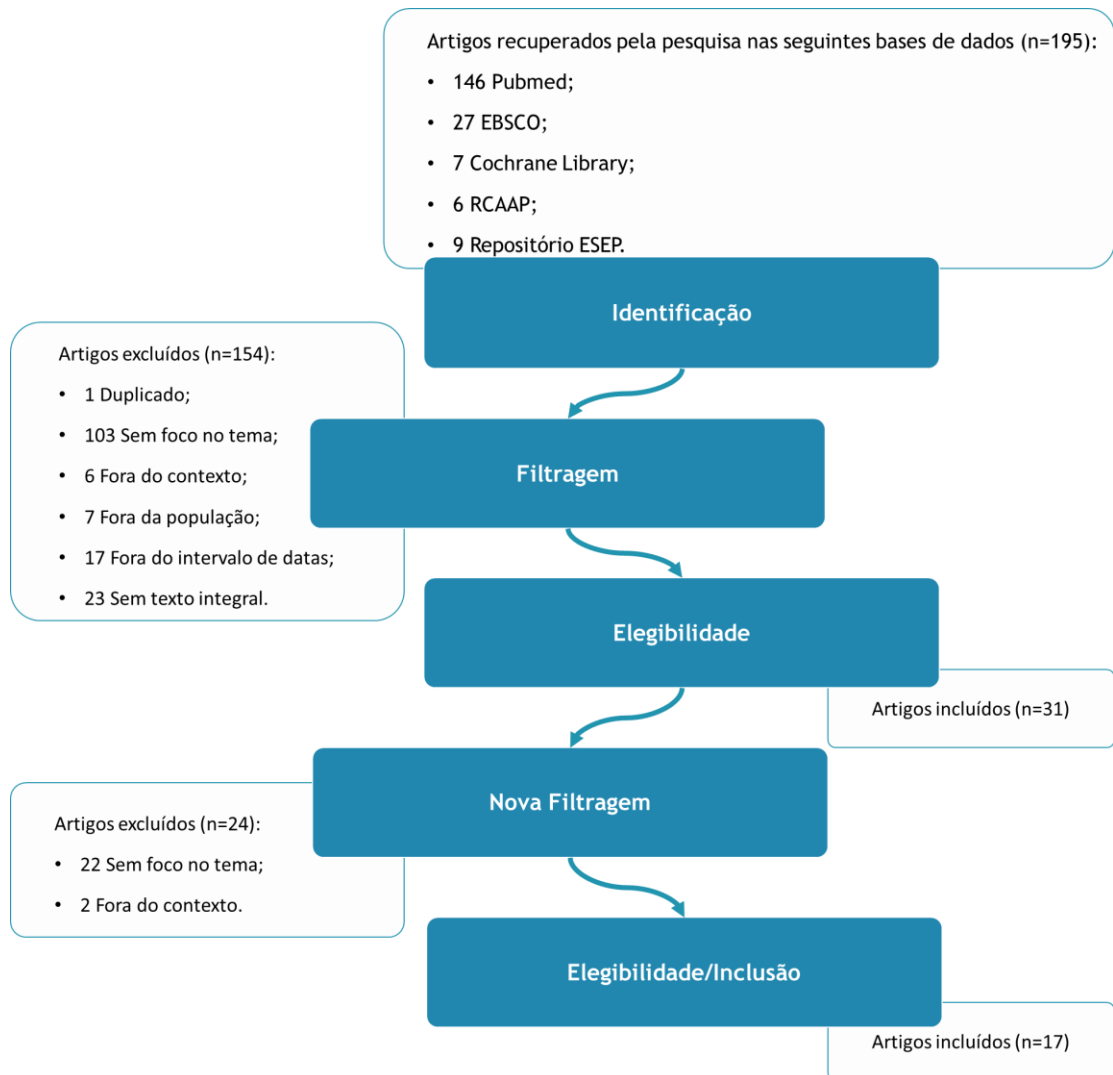 Artigos recuperados pela pesquisa nas seguintes bases de dados (n=195):
• 146 Pubmed;
• 27 EBSCO;
• 7 Cochrane Library;
• 6 RCAAP;
• 9 Repositório ESEP.
Identificação
Artigos excluídos (n=154):
• 1 Duplicado;
• 103 Sem foco no tema;
• 6 Fora do contexto;
• 7 Fora da população;
• 17 Fora do intervalo de datas;
• 23 Sem texto integral.
Filtragem
Elegibilidade
Artigos incluídos (n=31)
Nova Filtragem
Artigos excluídos (n=24):
• 22 Sem foco no tema;
• 2 Fora do contexto.
Elegibilidade/Inclusão
Artigos incluídos (n=17)